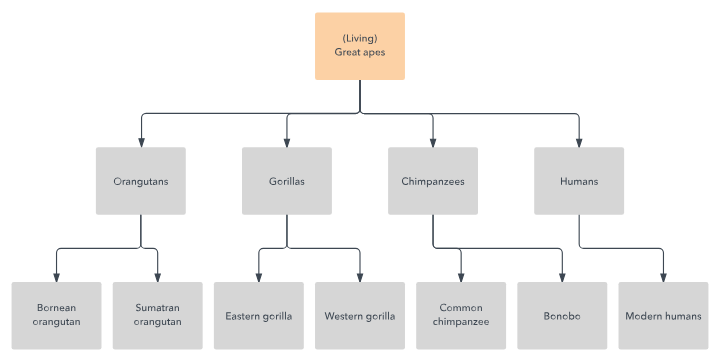 (Living)
Great apes
Orangutans
Gorillas
Chimpanzees
Humans
Bornean
orangutan
Sumatran
orangutan
Eastern gorilla
Western gorilla
Common
chimpanzee
Bonobo
Modern humans